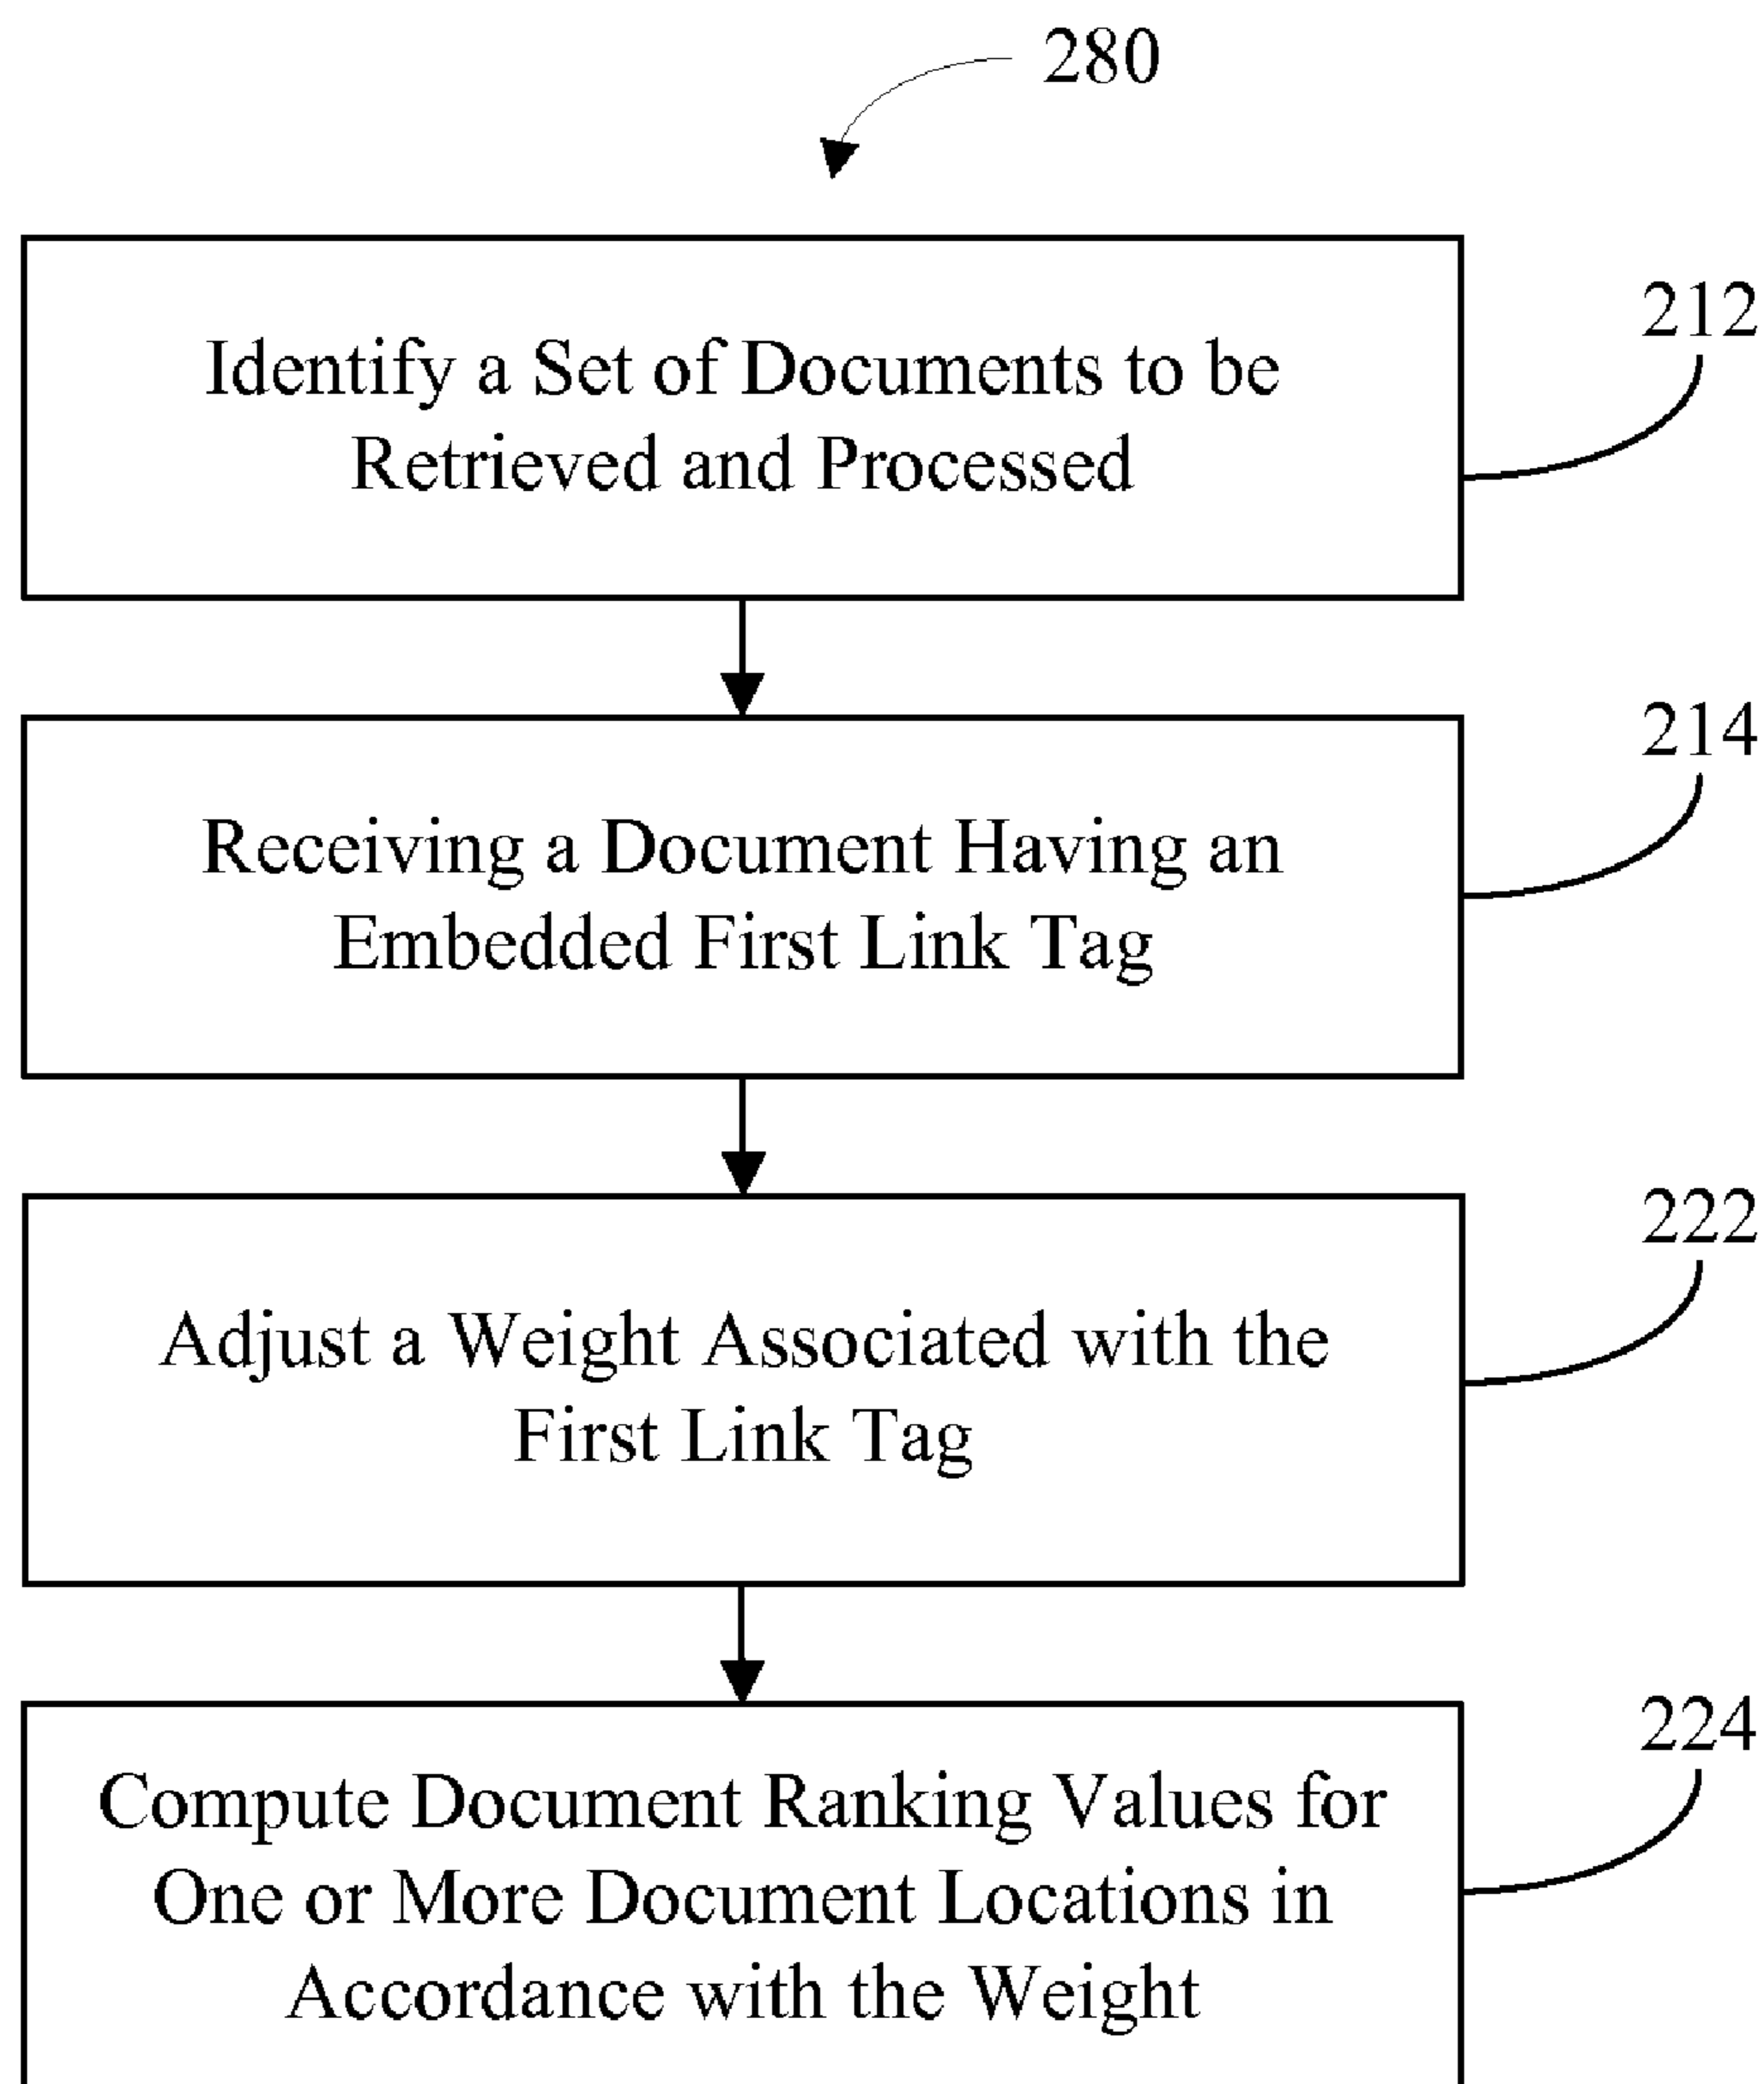 280
Identify a Set of Documents to be
Retrieved and Processed
212
Receiving a Document Having an
Embedded First Link Tag
214
Adjust a Weight Associated with the
First Link Tag
222
Compute Document Ranking Values for
One or More Document Locations in
Accordance with the Weight
224